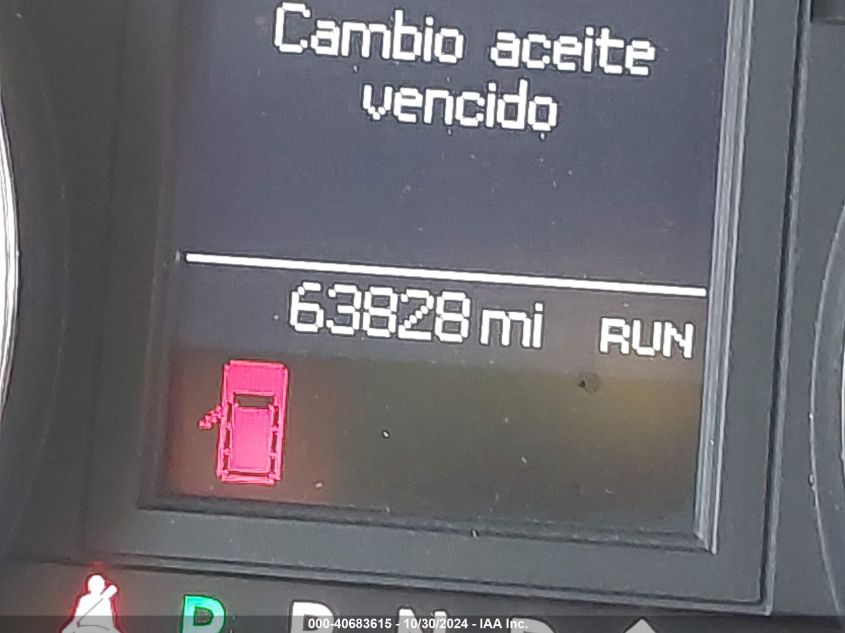 Cambio aceite
vencido
63828 mi RUN
P R N D
000-40683615 - 10/30/2024 - IAA Inc.